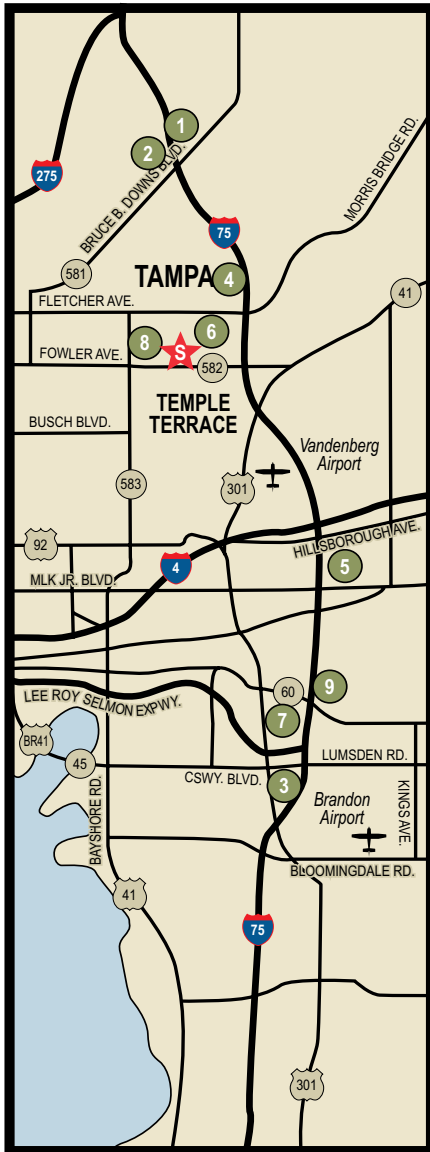 1
2
MORRIS BRIDGE RD.
275
BRUCE B. DOWNS BLVD.
75
581
TAMPA
4
41
FLETCHER AVE.
8
6
S
FOWLER AVE.
582
TEMPLE
TERRACE
BUSCH BLVD.
Vandenberg
Airport
583
301
92
HILLSBOROUGH AVE.
4
5
MLK JR. BLVD.
60
9
LEE ROY SELMON EXPWY.
7
BR41
45
LUMSDEN RD.
CSWY. BLVD.
3
BAYSHORE RD.
KINGS AVE.
Brandon
Airport
BLOOMINGDALE RD.
41
75
301